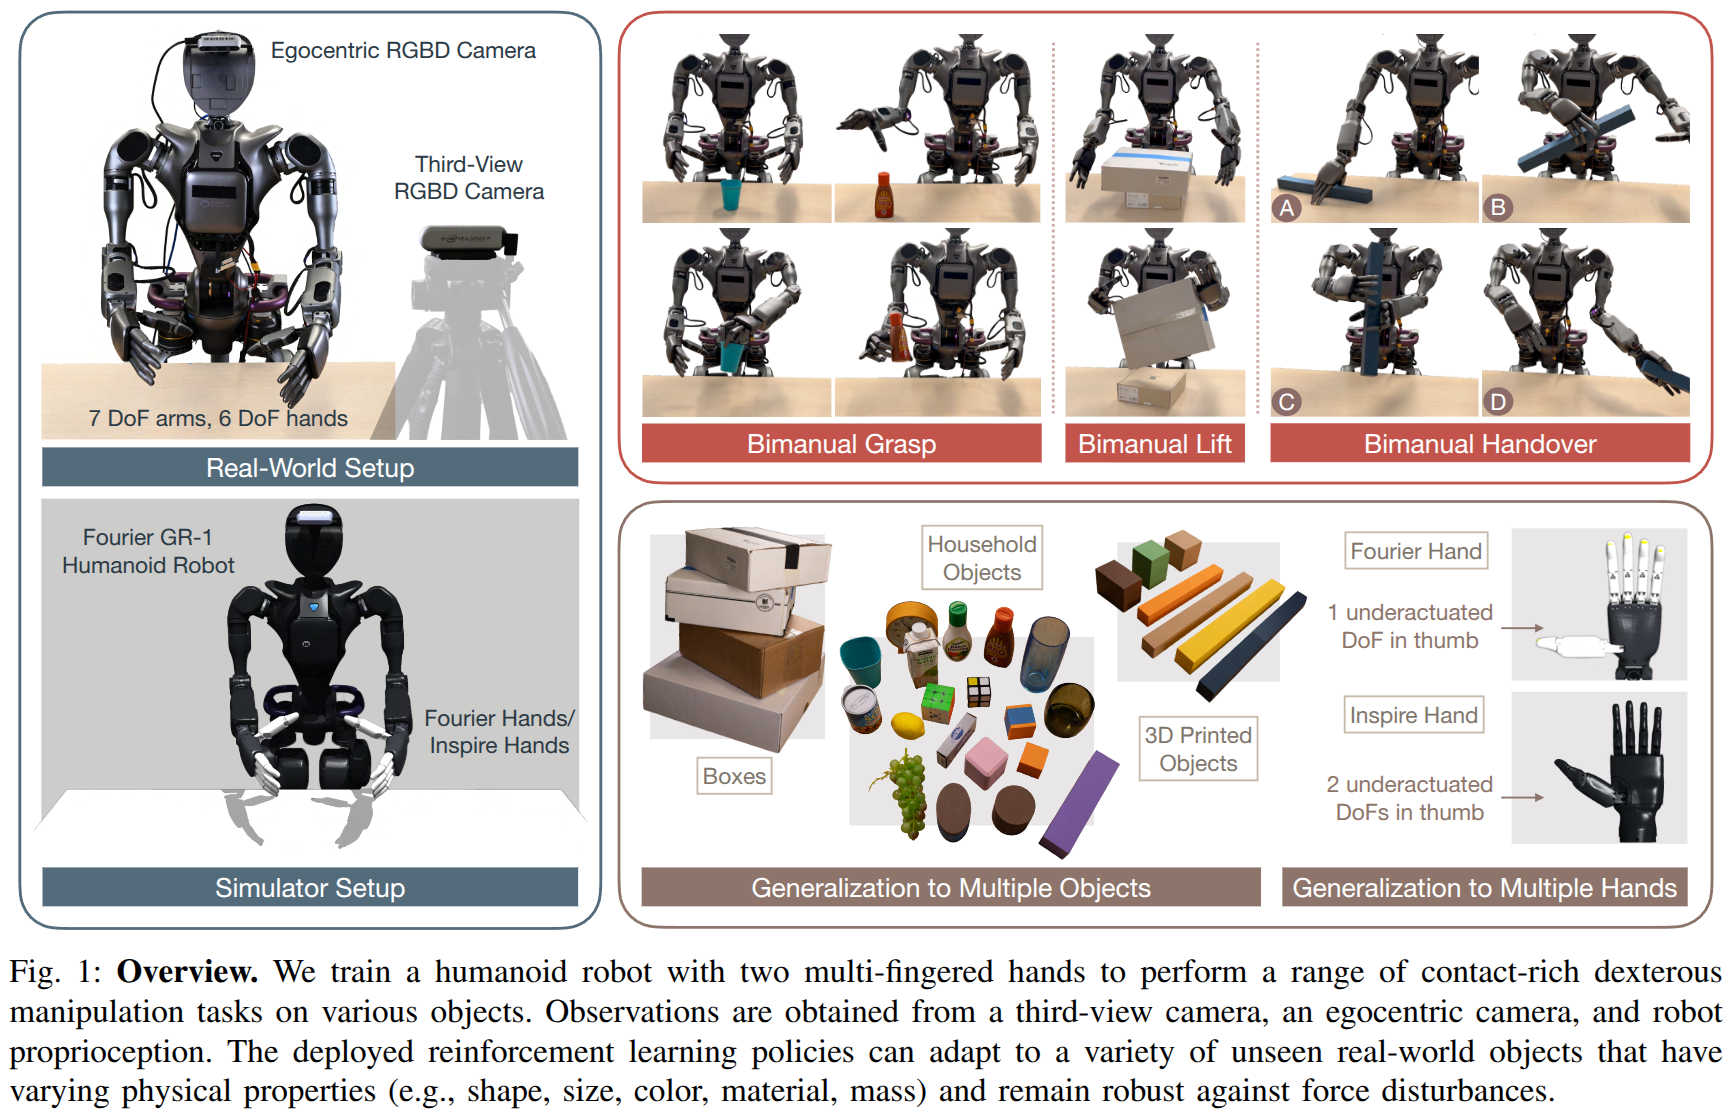 Egocentric RGBD Camera
Third-View
RGBD Camera
7 DoF arms, 6 DoF hands
Real-World Setup
Fourier GR-1
Humanoid Robot
Fourier Hands/
Inspire Hands
Simulator Setup
A
B
C
D
Bimanual Grasp
Bimanual Lift
Bimanual Handover
Boxes
Household
Objects
3D Printed
Objects
Generalization to Multiple Objects
Fourier Hand
1 underactuated
DoF in thumb
Inspire Hand
2 underactuated
DoFs in thumb
Generalization to Multiple Hands
Fig. 1: Overview. We train a humanoid robot with two multi-fingered hands to perform a range of contact-rich dexterous
manipulation tasks on various objects. Observations are obtained from a third-view camera, an egocentric camera, and robot
proprioception. The deployed reinforcement learning policies can adapt to a variety of unseen real-world objects that have
varying physical properties (e.g., shape, size, color, material, mass) and remain robust against force disturbances.